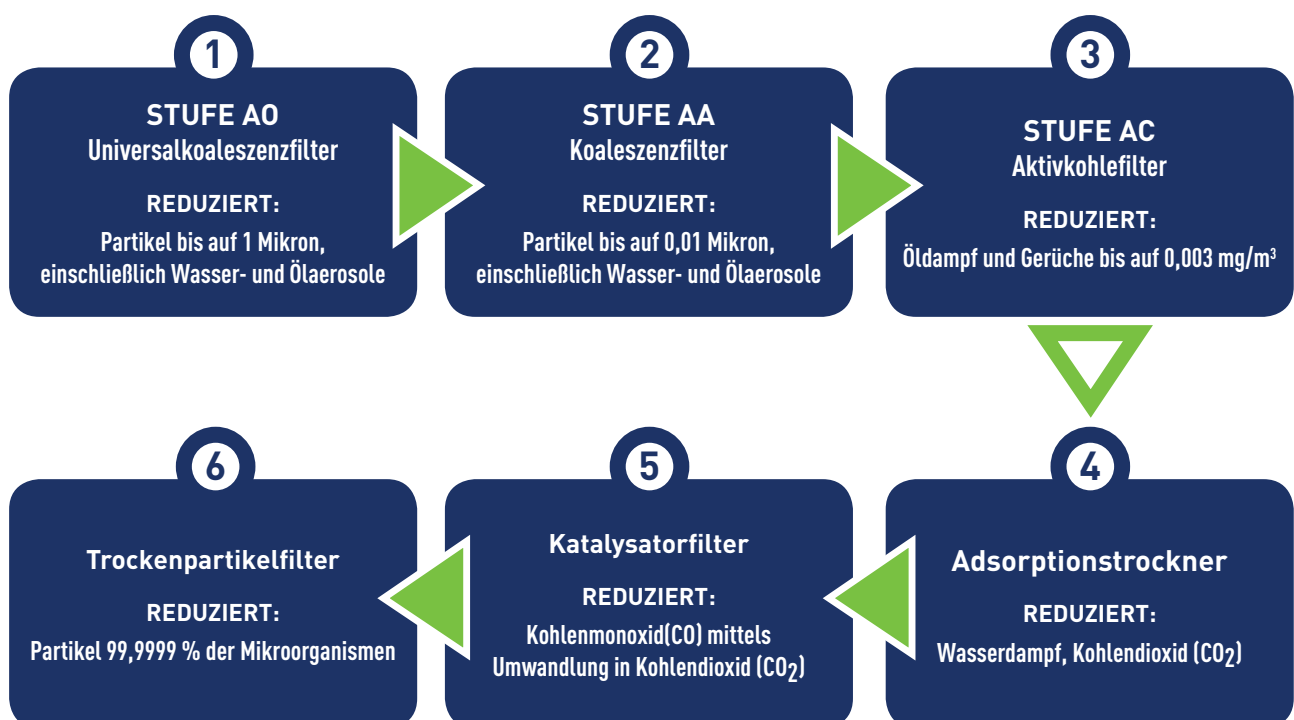 1
STUFE AO
Universalkoaleszenzfilter
REDUZIERT:
Partikel bis auf 1 Mikron,
einschließlich Wasser- und Ölaerosole
2
STUFE AA
Koaleszenzfilter
REDUZIERT:
Partikel bis auf 0,01 Mikron,
einschließlich Wasser- und Ölaerosole
3
STUFE AC
Aktivkohlefilter
REDUZIERT:
Öldampf und Gerüche bis auf 0,003 mg/m³
4
Adsorptionstrockner
REDUZIERT:
Wasserdampf, Kohlendioxid (CO₂)
5
Katalysatorfilter
REDUZIERT:
Kohlenmonoxid(CO) mittels
Umwandlung in Kohlendioxid (CO₂)
6
Trockenpartikelfilter
REDUZIERT:
Partikel 99,9999 % der Mikroorganismen